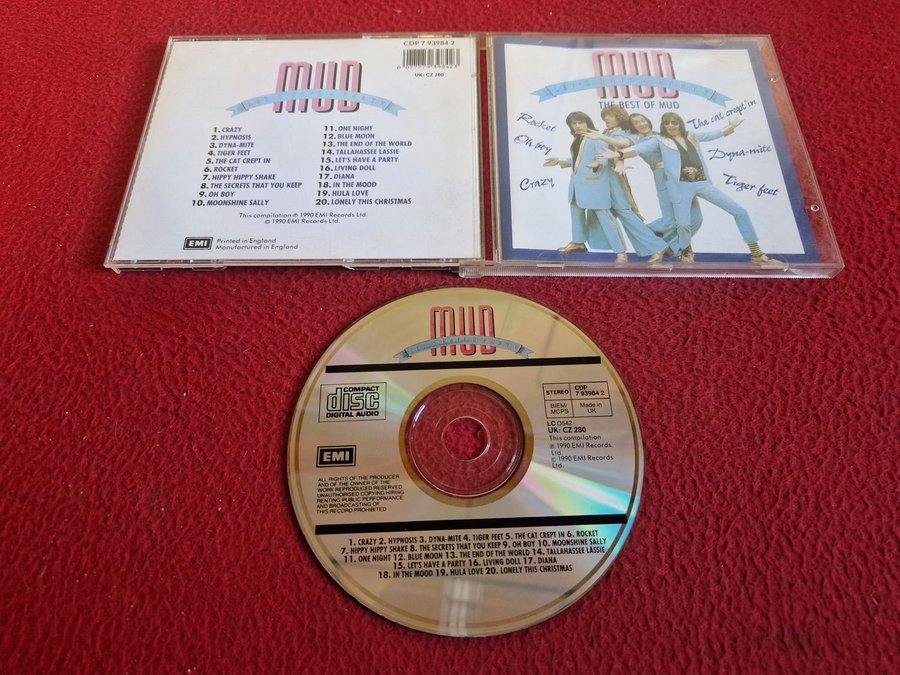 CDP 7 93984 2
0 077779 398423
UK: CZ 280
MUD
LET'S HAVE A PARTY
1. CRAZY
2. HYPNOSIS
3. DYNA-MITE
4. TIGER FEET
5. THE CAT CREPT IN
6. ROCKET
7. HIPPY HIPPY SHAKE
8. THE SECRETS THAT YOU KEEP
9. OH BOY
10. MOONSHINE SALLY
11. ONE NIGHT
12. BLUE MOON
13. THE END OF THE WORLD
14. TALLAHASSEE LASSIE
15. LET'S HAVE A PARTY
16. LIVING DOLL
17. DIANA
18. IN THE MOOD
19. HULA LOVE
20. LONELY THIS CHRISTMAS
This compilation ℗ 1990 EMI Records Ltd.
© 1990 EMI Records Ltd.
EMI
Printed in England
Manufactured in England
MUD
LET'S HAVE A PARTY
THE BEST OF MUD
Rocket
Oh boy
Crazy
The cat crept in
Dyna-mite
Tiger feet
MUD
LET'S HAVE A PARTY
COMPACT
disc
DIGITAL AUDIO
EMI
ALL RIGHTS OF THE PRODUCER
AND OF THE OWNER OF THE
WORK REPRODUCED RESERVED
UNAUTHORISED COPYING HIRING
RENTING PUBLIC PERFORMANCE
AND BROADCASTING OF
THIS RECORD PROHIBITED
STEREO
CDP
7 93984 2
BIEM/
MCPS
Made in
UK
LC 0542
UK: CZ 280
This compilation
℗ 1990 EMI Records
Ltd.
© 1990 EMI Records
Ltd.
1. CRAZY 2. HYPNOSIS 3. DYNA-MITE 4. TIGER FEET 5. THE CAT CREPT IN 6. ROCKET
7. HIPPY HIPPY SHAKE 8. THE SECRETS THAT YOU KEEP 9. OH BOY 10. MOONSHINE SALLY
11. ONE NIGHT 12. BLUE MOON 13. THE END OF THE WORLD 14. TALLAHASSEE LASSIE
15. LET'S HAVE A PARTY 16. LIVING DOLL 17. DIANA
18. IN THE MOOD 19. HULA LOVE 20. LONELY THIS CHRISTMAS